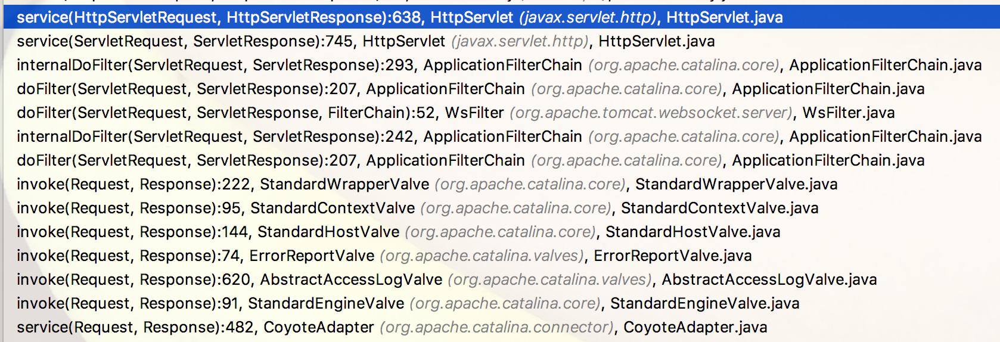 service(HttpServletRequest, HttpServletResponse):638, HttpServlet (javax.servlet.http), HttpServlet.java
service(ServletRequest, ServletResponse):745, HttpServlet (javax.servlet.http), HttpServlet.java
internalDoFilter(ServletRequest, ServletResponse):293, ApplicationFilterChain (org.apache.catalina.core), ApplicationFilterChain.java
doFilter(ServletRequest, ServletResponse):207, ApplicationFilterChain (org.apache.catalina.core), ApplicationFilterChain.java
doFilter(ServletRequest, ServletResponse, FilterChain):52, WsFilter (org.apache.tomcat.websocket.server), WsFilter.java
internalDoFilter(ServletRequest, ServletResponse):242, ApplicationFilterChain (org.apache.catalina.core), ApplicationFilterChain.java
doFilter(ServletRequest, ServletResponse):207, ApplicationFilterChain (org.apache.catalina.core), ApplicationFilterChain.java
invoke(Request, Response):222, StandardWrapperValve (org.apache.catalina.core), StandardWrapperValve.java
invoke(Request, Response):95, StandardContextValve (org.apache.catalina.core), StandardContextValve.java
invoke(Request, Response):144, StandardHostValve (org.apache.catalina.core), StandardHostValve.java
invoke(Request, Response):74, ErrorReportValve (org.apache.catalina.valves), ErrorReportValve.java
invoke(Request, Response):620, AbstractAccessLogValve (org.apache.catalina.valves), AbstractAccessLogValve.java
invoke(Request, Response):91, StandardEngineValve (org.apache.catalina.core), StandardEngineValve.java
service(Request, Response):482, CoyoteAdapter (org.apache.catalina.connector), CoyoteAdapter.java